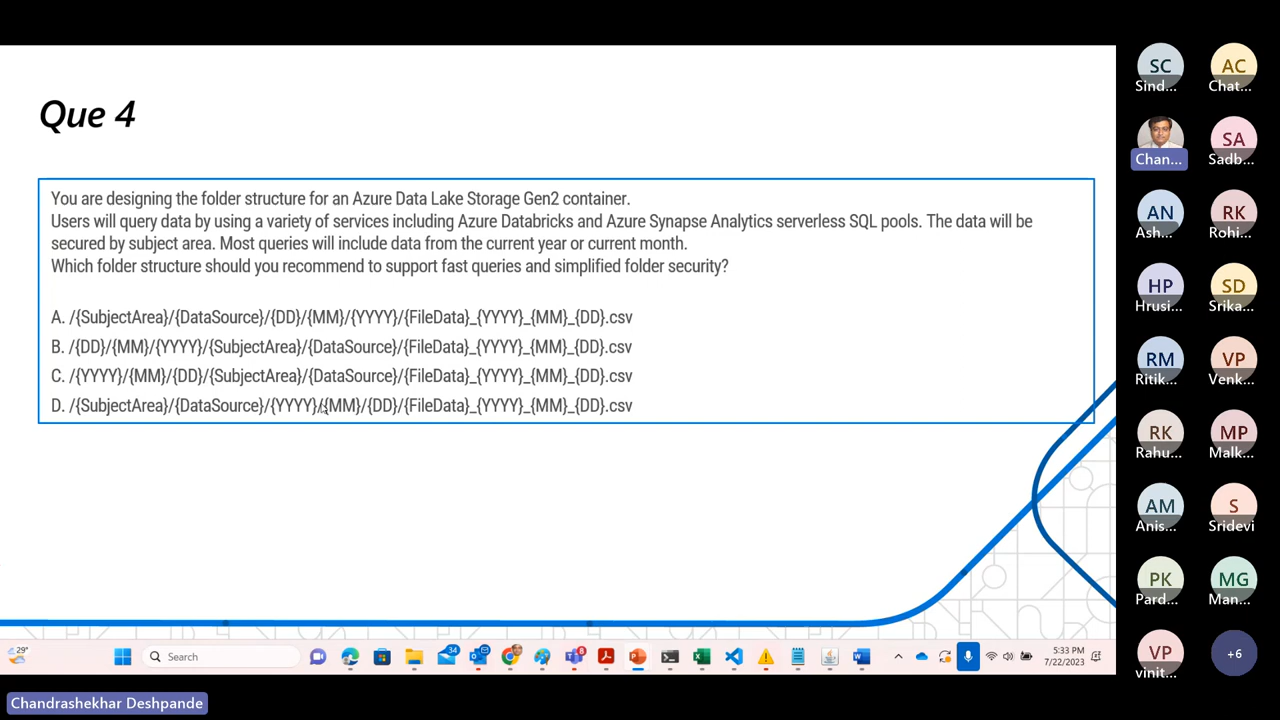 Que 4
You are designing the folder structure for an Azure Data Lake Storage Gen2 container.
Users will query data by using a variety of services including Azure Databricks and Azure Synapse Analytics serverless SQL pools. The data will be
secured by subject area. Most queries will include data from the current year or current month.
Which folder structure should you recommend to support fast queries and simplified folder security?
A. /{SubjectArea}/{DataSource}/{DD}/{MM}/{YYYY}/{FileData}_{YYYY}_{MM}_{DD}.csv
B. /{DD}/{MM}/{YYYY}/{SubjectArea}/{DataSource}/{FileData}_{YYYY}_{MM}_{DD}.csv
C. /{YYYY}/{MM}/{DD}/{SubjectArea}/{DataSource}/{FileData}_{YYYY}_{MM}_{DD}.csv
D. /{SubjectArea}/{DataSource}/{YYYY}/{MM}/{DD}/{FileData}_{YYYY}_{MM}_{DD}.csv
SC AC
Sind... Chat...
SA
Chan... Sadb...
AN RK
Ash... Rohi...
HP SD
Hrusi... Srika...
RM VP
Ritik... Venk...
RK MP
Rahu... Malk...
AM S
Anis... Sridevi
PK MG
Pard... Man...
VP +6
vinit...
29°
Search
34
8
5:33 PM
7/22/2023
Chandrashekhar Deshpande